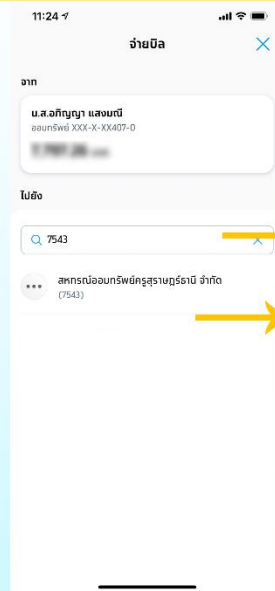 11:24
จ่ายบิล
จาก
น.ส.อภิญญา แสงมณี
ออมทรัพย์ XXX-X-XX407-0
ไปยัง
7543
สหกรณ์ออมทรัพย์ครูสุราษฎร์ธานี จำกัด
(7543)